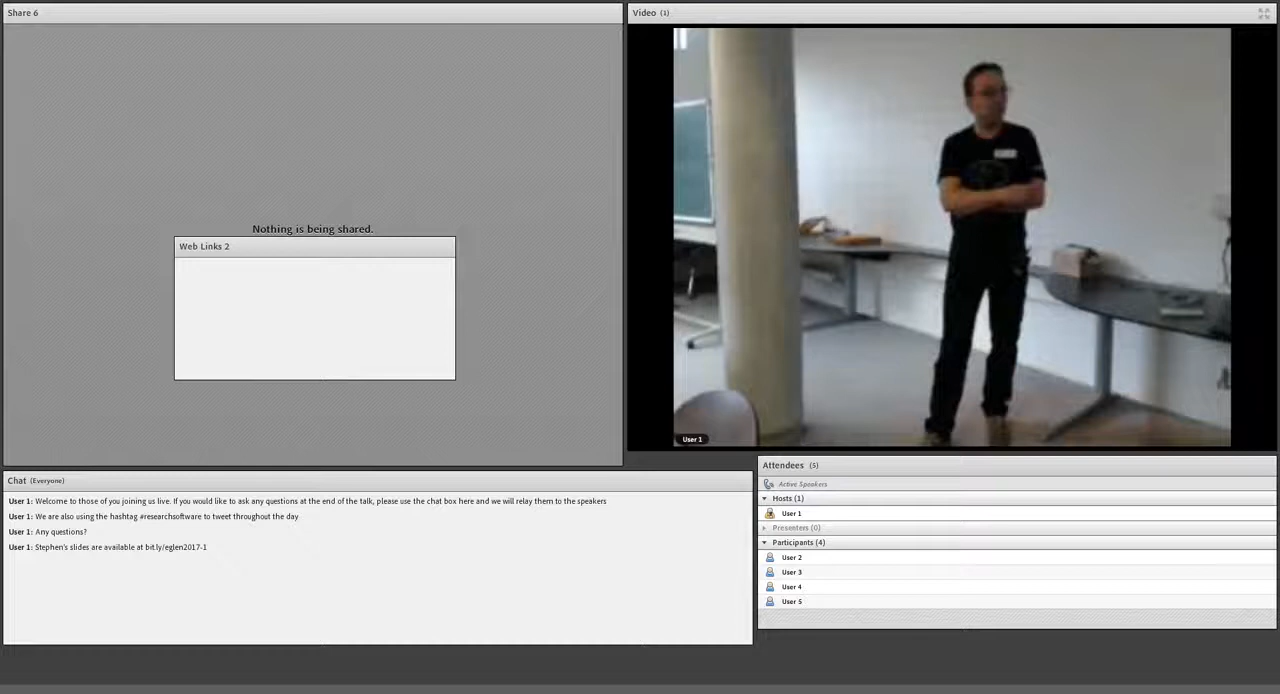 Share 6
Video (1)
Nothing is being shared.
Web Links 2
User 1
Chat (Everyone)
User 1: Welcome to those of you joining us live. If you would like to ask any questions at the end of the talk, please use the chat box here and we will relay them to the speakers
User 1: We are also using the hashtag #researchsoftware to tweet throughout the day
User 1: Any questions?
User 1: Stephen's slides are available at bit.ly/eglen2017-1
Attendees (5)
Active Speakers
Hosts (1)
User 1
Presenters (0)
Participants (4)
User 2
User 3
User 4
User 5